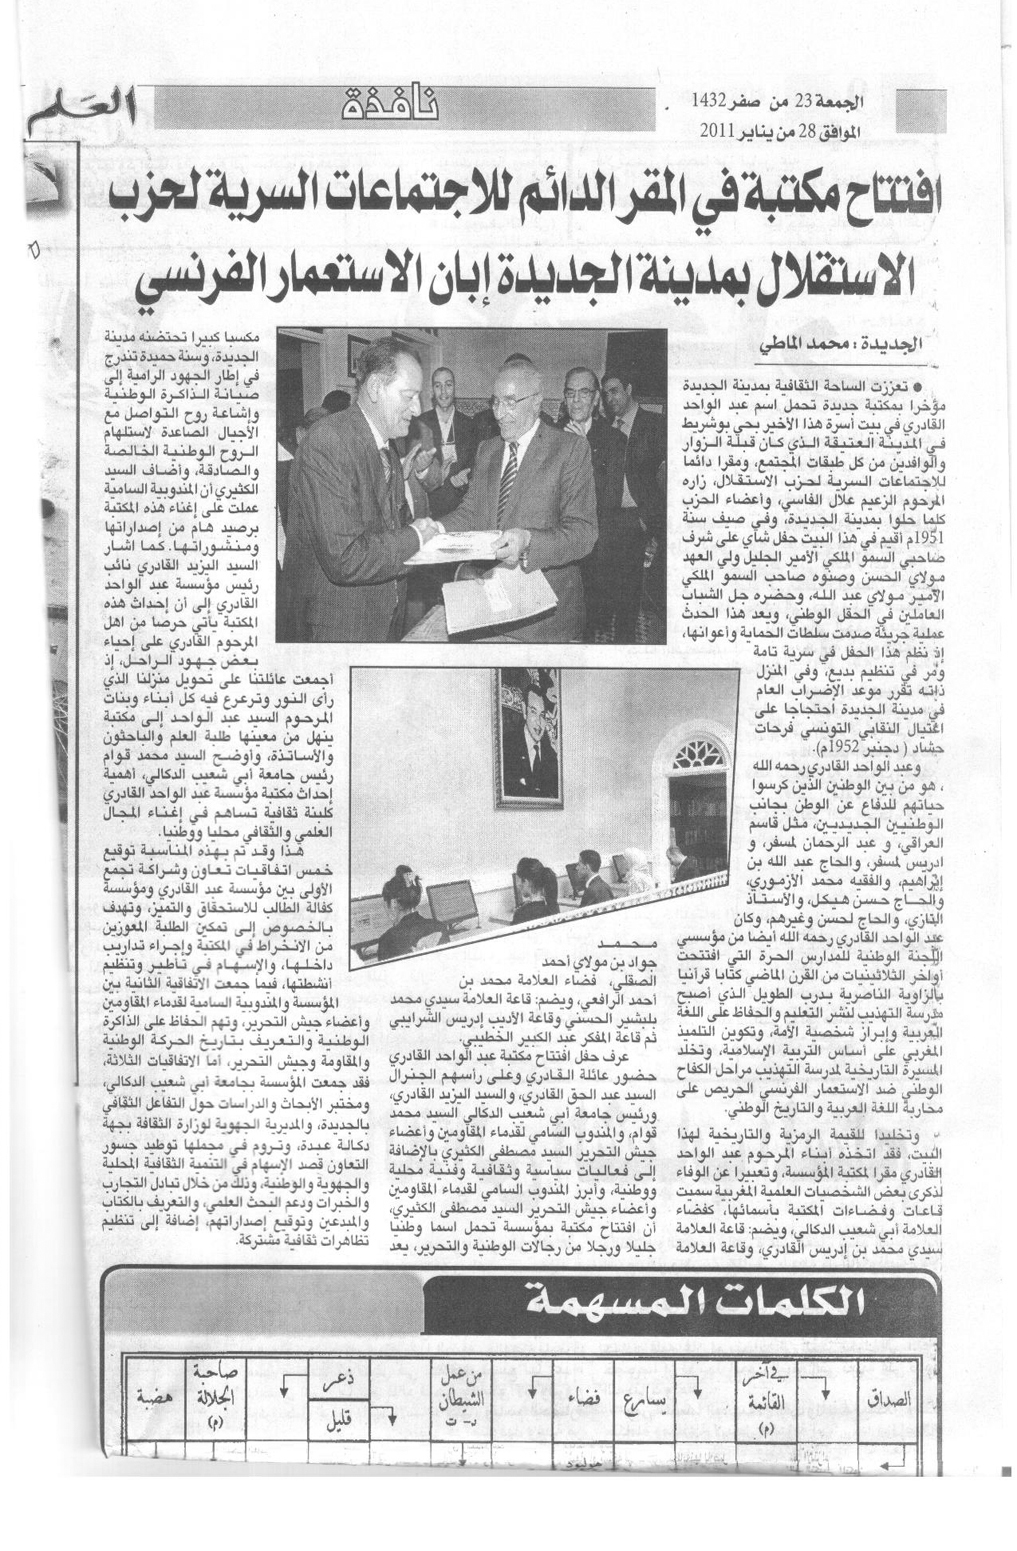 الجمعة 23 من صفر 1432
الموافق 28 من يناير 2011
نافذة
العلم
افتتاح مكتبة في المقر الدائم للاجتماعات السرية لحزب
الاستقلال بمدينة الجديدة إبان الاستعمار الفرنسي
الجديدة : محمد الماطي
● تعززت الساحة الثقافية بمدينة الجديدة
مؤخرا بمكتبة جديدة تحمل اسم عبد الواحد
القادري في بيت أسرة هذا الأخير بحي بوشريط
في المدينة العتيقة الذي كان قبلة الزوار
والوافدين من كل طبقات المجتمع، ومقرا دائما
للاجتماعات السرية لحزب الاستقلال، زاره
المرحوم الزعيم علال الفاسي، وأعضاء الحزب
كلما حلوا بمدينة الجديدة، وفي صيف سنة
1951م أقيم في هذا البيت حفل شاي على شرف
صاحبي السمو الملكي الأمير الجليل ولي العهد
مولاي الحسن وصنوه صاحب السمو الملكي
الأمير مولاي عبد الله، وحضره جل الشباب
العاملين في الحقل الوطني، ويعد هذا الحدث
عملية جريئة صدمت سلطات الحماية وأعوانها،
إذ نظم هذا الحفل في سرية تامة
ومر في تنظيم بديع، وفي المنزل
ذاته تقرر موعد الإضراب العام
في مدينة الجديدة احتجاجا على
اغتيال النقابي التونسي فرحات
حشاد ( دجنبر 1952م).
وعبد الواحد القادري رحمه الله
، هو من بين الوطنين الذين كرسوا
حياتهم للدفاع عن الوطن بجانب
الوطنيين الجديديين، مثل قاسم
العراقي، و عبد الرحمان لمسفر، و
ادريس لمسفر، والحاج عبد الله بن
إبراهيم، والفقيه محمد الأزموري،
والحاج حسن هيكل، والأستاذ
التازي، والحاج لحسن وغيرهم، وكان
عبد الواحد القادري رحمه الله أيضا من مؤسسي
اللجنة الوطنية للمدارس الحرة التي افتتحت
أواخر الثلاثينيات من القرن الماضي كتابا قرآنيا
بالزاوية الناصرية بدرب الطويل الذي أصبح
مدرسة التهذيب لنشر التعليم والحفاظ على اللغة
العربية وإبراز شخصية الأمة، وتكوين التلميذ
المغربي على أساس التربية الإسلامية، وتخلد
المسيرة التاريخية لمدرسة التهذيب مراحل الكفاح
الوطني ضد الاستعمار الفرنسي الحريص على
محاربة اللغة العربية والتاريخ الوطني.
وتخليدا للقيمة الرمزية والتاريخية لهذا
البيت، فقد اتخذه أبناء المرحوم عبد الواحد
القادري مقرا لمكتبة المؤسسة، وتعبيرا عن الوفاء
لذكرى بعض الشخصيات العلمية المغربية سميت
قاعات وفضاءات المكتبة بأسمائها، كفضاء
العلامة أبي شعيب الدكالي، ويضم: قاعة العلامة
سيدي محمد بن إدريس القادري، وقاعة العلامة
محمد
جواد بن مولاي أحمد
الصقلي، فضاء العلامة محمد بن
أحمد الرافعي، ويضم: قاعة العلامة سيدي محمد
بلبشير الحسني وقاعة الأديب إدريس الشرايبي
ثم قاعة المفكر عبد الكبير الخطيبي.
عرف حفل افتتاح مكتبة عبد الواحد القادري
حضور عائلة القادري وعلى رأسهم الجنرال
السيد عبد الحق القادري، والسيد اليزيد القادري،
ورئيس جامعة أبي شعيب الدكالي السيد محمد
قوام، والمندوب السامي لقدماء المقاومين وأعضاء
جيش التحرير السيد مصطفى الكثيري بالإضافة
إلى فعاليات سياسية وثقافية وفنية محلية
ووطنية، وأبرز المندوب السامي لقدماء المقاومين
وأعضاء جيش التحرير السيد مصطفى الكثيري،
أن افتتاح مكتبة بمؤسسة تحمل اسما وطنيا
جليلا ورجلا من رجالات الوطنية والتحرير، يعد
مكسبا كبيرا تحتضنه مدينة
الجديدة، وسنة حميدة تندرج
في إطار الجهود الرامية إلى
صيانة الذاكرة الوطنية
وإشاعة روح التواصل مع
الأجيال الصاعدة لاستلهام
الروح الوطنية الخالصة
والصادقة، وأضاف السيد
الكثيري أن المندوبية السامية
عملت على إغناء هذه المكتبة
برصيد هام من إصداراتها
ومنشوراتها. كما اشار
السيد اليزيد القادري نائب
رئيس مؤسسة عبد الواحد
القادري إلى أن إحداث هذه
المكتبة يأتي حرصا من اهل
المرحوم القادري على إحياء
بعض جهود الراحل، إذ
أجمعت عائلتنا على تحويل منزلنا الذي
رأى النور وترعرع فيه كل أبناء وبنات
المرحوم السيد عبد الواحد إلى مكتبة
ينهل من معينها طلبة العلم والباحثون
والأساتذة، وأوضح السيد محمد قوام
رئيس جامعة أبي شعيب الدكالي، أهمية
إحداث مكتبة مؤسسة عبد الواحد القادري
كلبنة ثقافية تساهم في إغناء المجال
العلمي والثقافي محليا ووطنيا.
هذا وقد تم بهذه المناسبة توقيع
خمس اتفاقيات تعاون وشراكة تجمع
الأولى بين مؤسسة عبد القادري ومؤسسة
كفالة الطالب للاستحقاق والتميز، وتهدف
بالخصوص إلى تمكين الطلبة المعوزين
من الانخراط في المكتبة وإجراء تداريب
داخلها، والإسهام في تأطير وتنظيم
أنشطتها، فيما جمعت الاتفاقية الثانية بين
المؤسسة والمندوبية السامية لقدماء المقاومين
وأعضاء جيش التحرير، وتهم الحفاظ على الذاكرة
الوطنية والتعريف بتاريخ الحركة الوطنية
والمقاومة وجيش التحرير، أما الاتفاقيات الثلاثة،
فقد جمعت المؤسسة بجامعة أبي شعيب الدكالي،
ومختبر الأبحاث والدراسات حول التفاعل الثقافي
بالجديدة، والمديرية الجهوية لوزارة الثقافة بجهة
دكالة عبدة، وتروم في مجملها توطيد جسور
التعاون قصد الإسهام في التنمية الثقافية المحلية
والجهوية والوطنية، وذلك من خلال تبادل التجارب
والخبرات ودعم البحث العلمي، والتعريف بالكتاب
والمبدعين وتوقيع إصداراتهم، إضافة إلى تنظيم
تظاهرات ثقافية مشتركة.
الكلمات المسهمة
الصداق
في آخر القائمة (م)
يسارع
فضاء
من عمل الشيطان د - ت
ذعر
قليل
صاحبة الجلالة (م)
هضبة